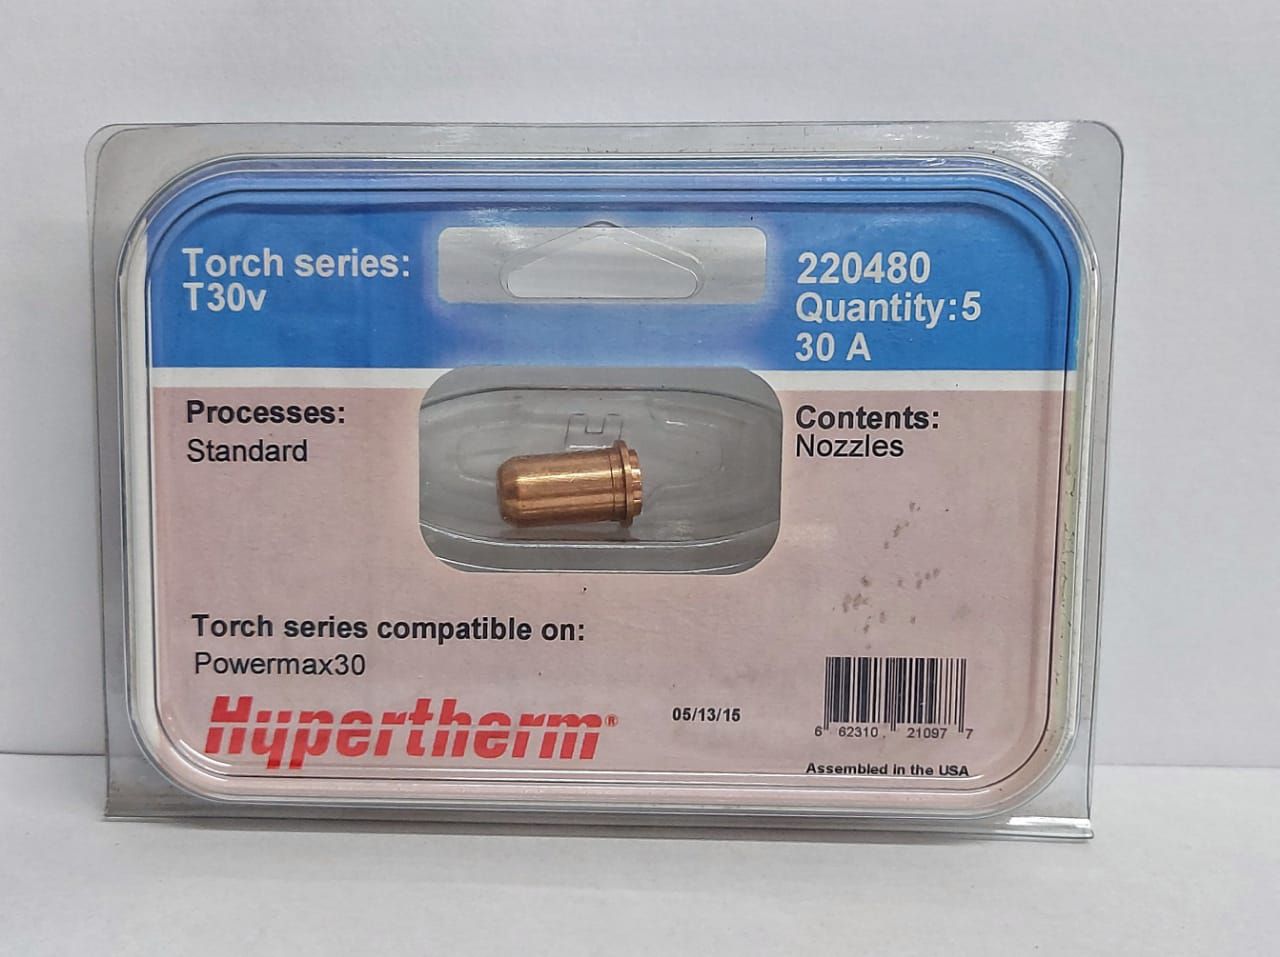 Torch series:
T30v
220480
Quantity:5
30 A
Processes:
Standard
Contents:
Nozzles
Torch series compatible on:
Powermax30
Hypertherm®
05/13/15
6 62310 21097 7
Assembled in the USA